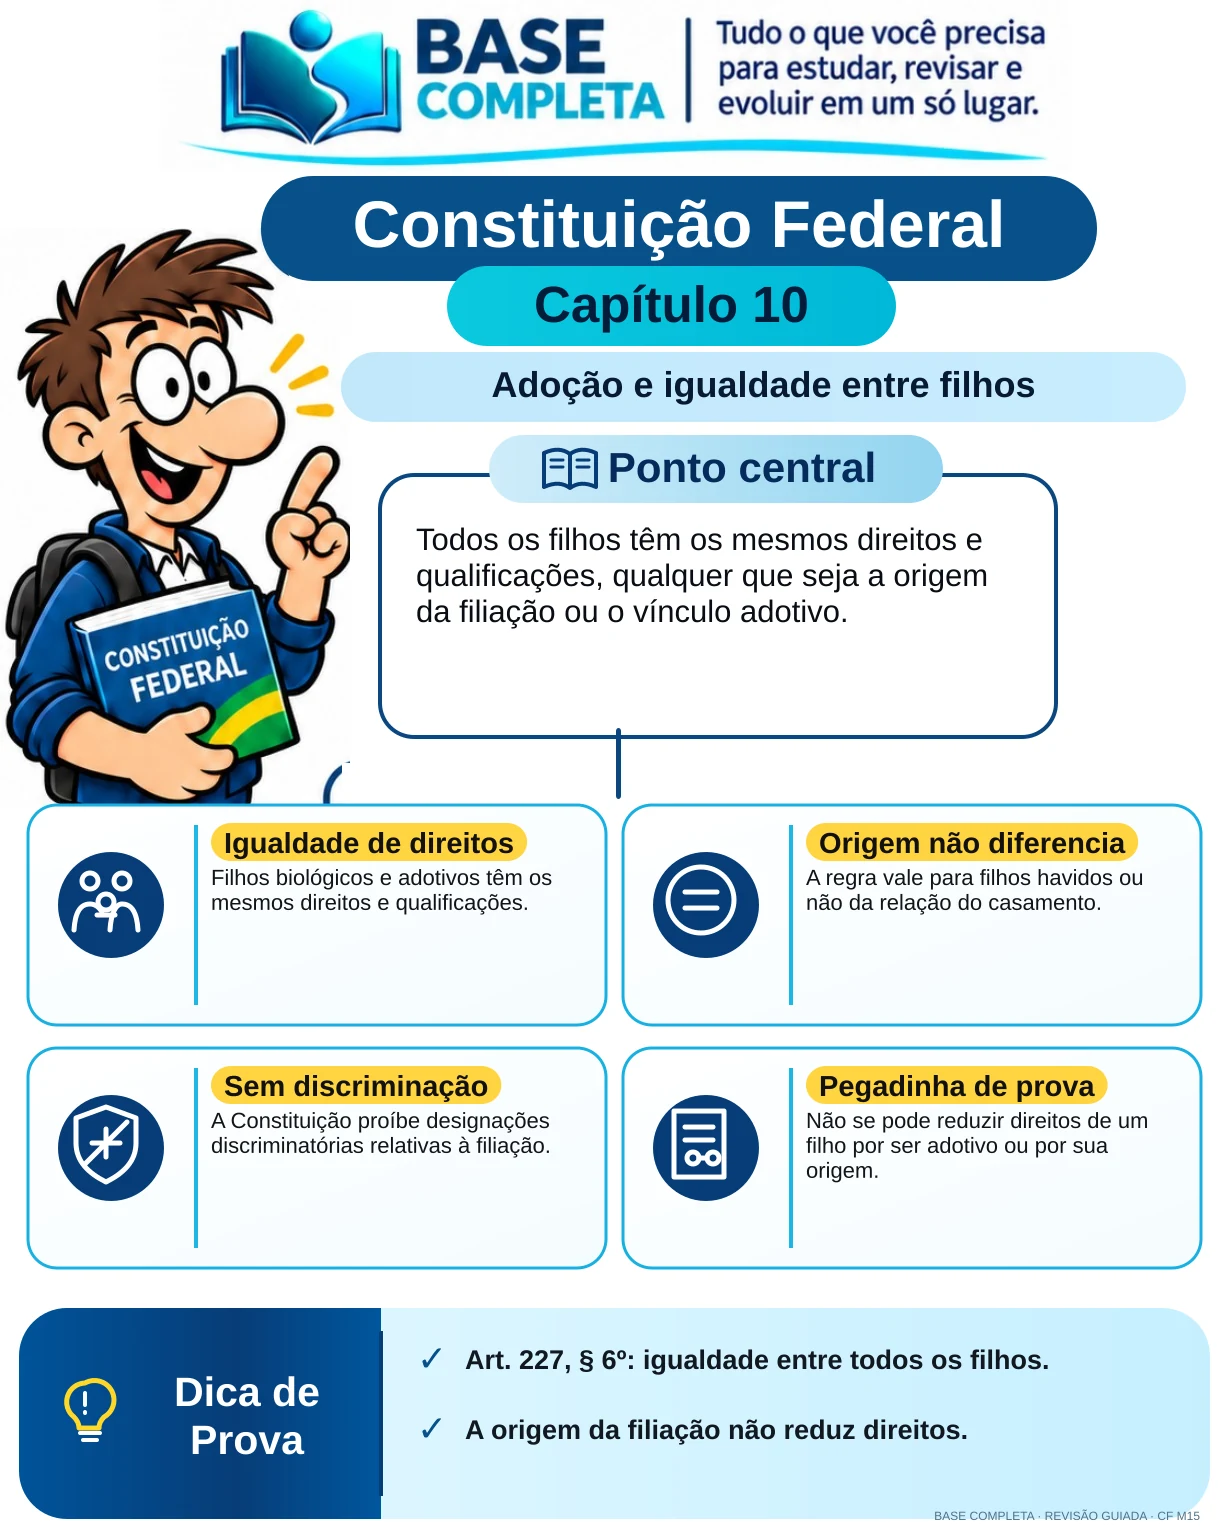 BASE
COMPLETA
Tudo o que você precisa
para estudar, revisar e
evoluir em um só lugar.
Constituição Federal
Capítulo 10
Adoção e igualdade entre filhos
Ponto central
Todos os filhos têm os mesmos direitos e
qualificações, qualquer que seja a origem
da filiação ou o vínculo adotivo.
CONSTITUIÇÃO
FEDERAL
Igualdade de direitos
Filhos biológicos e adotivos têm os
mesmos direitos e qualificações.
Origem não diferencia
A regra vale para filhos havidos ou
não da relação do casamento.
Sem discriminação
A Constituição proíbe designações
discriminatórias relativas à filiação.
Pegadinha de prova
Não se pode reduzir direitos de um
filho por ser adotivo ou por sua
origem.
Dica de
Prova
✓ Art. 227, § 6º: igualdade entre todos os filhos.
✓ A origem da filiação não reduz direitos.
BASE COMPLETA · REVISÃO GUIADA · CF M15